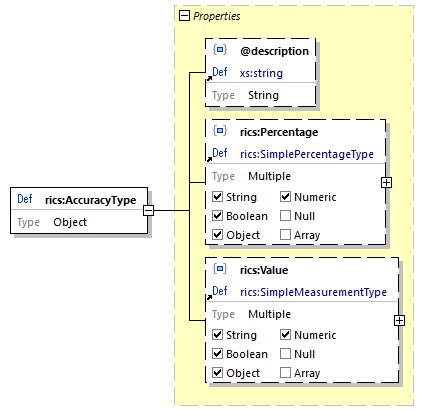 Properties
@description
Def xs:string
Type String
rics:Percentage
Def rics:SimplePercentageType
Type Multiple
String Numeric
Boolean Null
Object Array
Def rics:AccuracyType
Type Object
rics:Value
Def rics:SimpleMeasurementType
Type Multiple
String Numeric
Boolean Null
Object Array